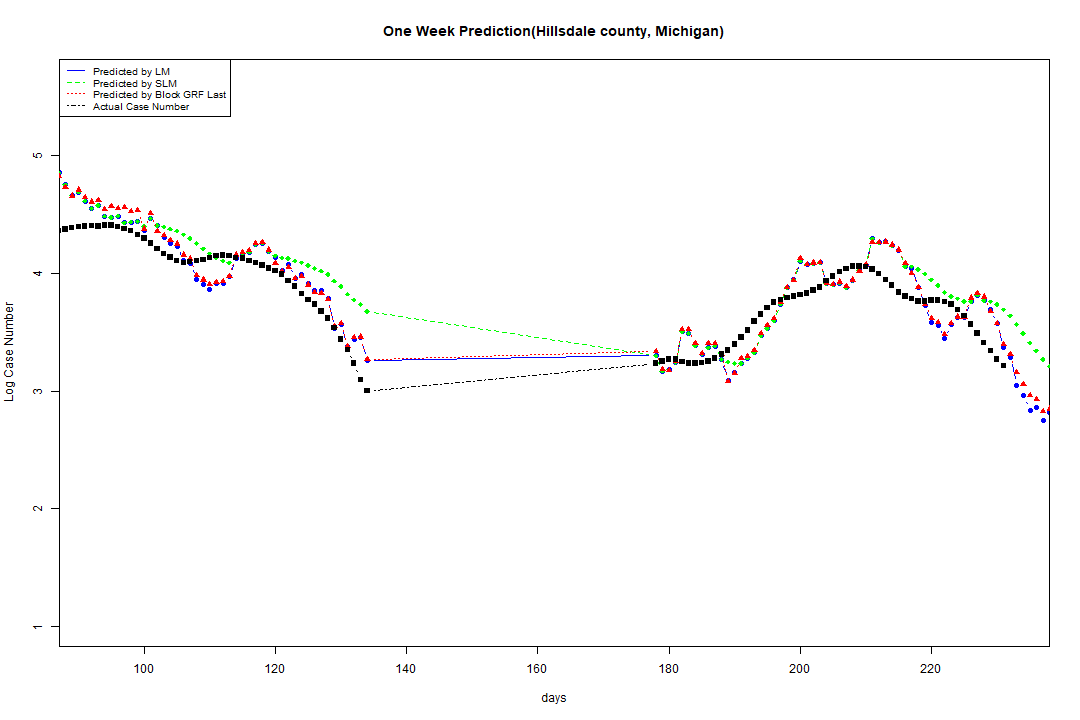 One Week Prediction(Hillsdale county, Michigan)
Predicted by LM
Predicted by SLM
Predicted by Block GRF Last
Actual Case Number
5
4
3
2
1
Log Case Number
100 120 140 160 180 200 220
days